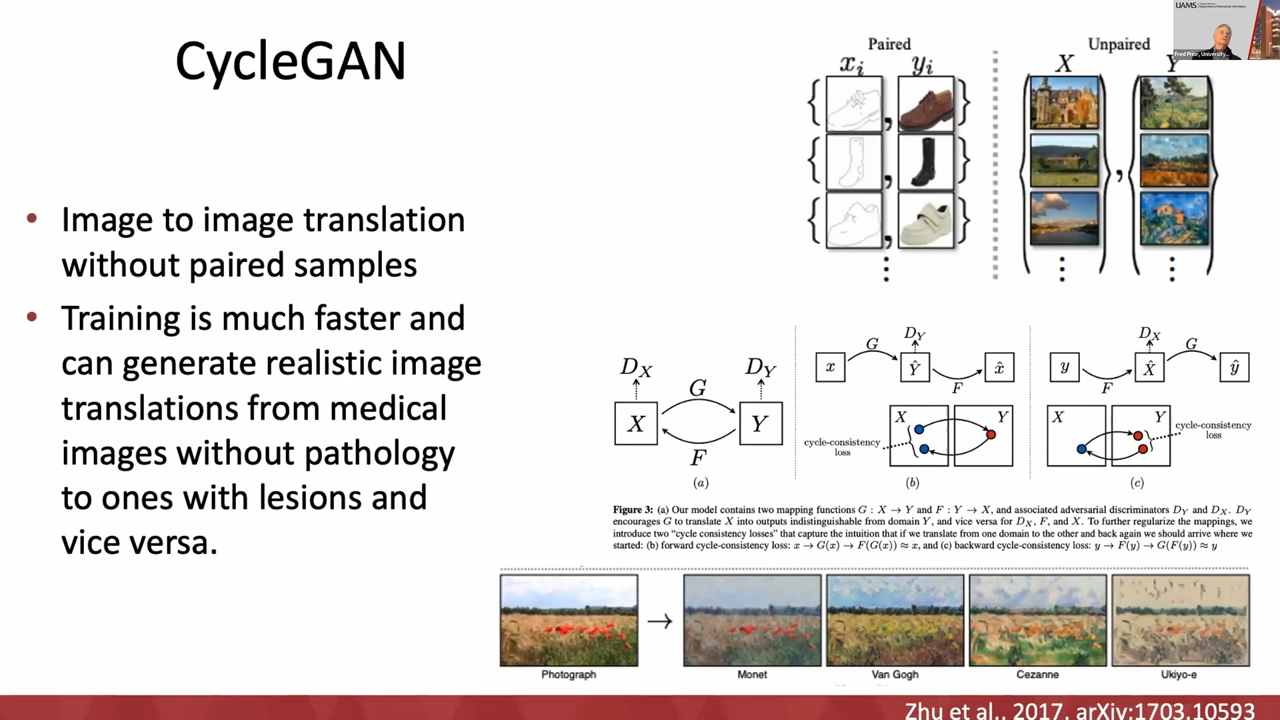 CycleGAN
• Image to image translation
without paired samples
• Training is much faster and
can generate realistic image
translations from medical
images without pathology
to ones with lesions and
vice versa.
Paired
x_i y_i
{ , }
{ , }
{ , }
⋮
Unpaired
X Y
{ , }
⋮ ⋮
UAMS
Fred Prior, University...
D_X D_Y
G
X Y
F
(a)
D_Y
G
x Ŷ x̂
F
X Y
cycle-consistency
loss
(b)
D_X
G
y X̂ ŷ
F
X Y
cycle-consistency
loss
(c)
Figure 3: (a) Our model contains two mapping functions G : X → Y and F : Y → X, and associated adversarial discriminators D_Y and D_X. D_Y
encourages G to translate X into outputs indistinguishable from domain Y, and vice versa for D_X, F, and X. To further regularize the mappings, we
introduce two “cycle consistency losses” that capture the intuition that if we translate from one domain to the other and back again we should arrive where we
started: (b) forward cycle-consistency loss: x → G(x) → F(G(x)) ≈ x, and (c) backward cycle-consistency loss: y → F(y) → G(F(y)) ≈ y
→
Photograph Monet Van Gogh Cezanne Ukiyo-e
Zhu et al., 2017, arXiv:1703.10593